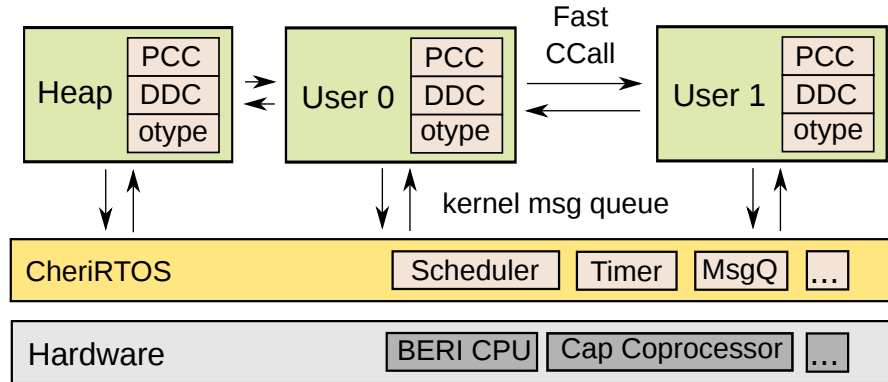 Heap
PCC
DDC
otype
User 0
PCC
DDC
otype
Fast
CCall
User 1
PCC
DDC
otype
kernel msg queue
CheriRTOS
Scheduler
Timer
MsgQ
...
Hardware
BERI CPU
Cap Coprocessor
...